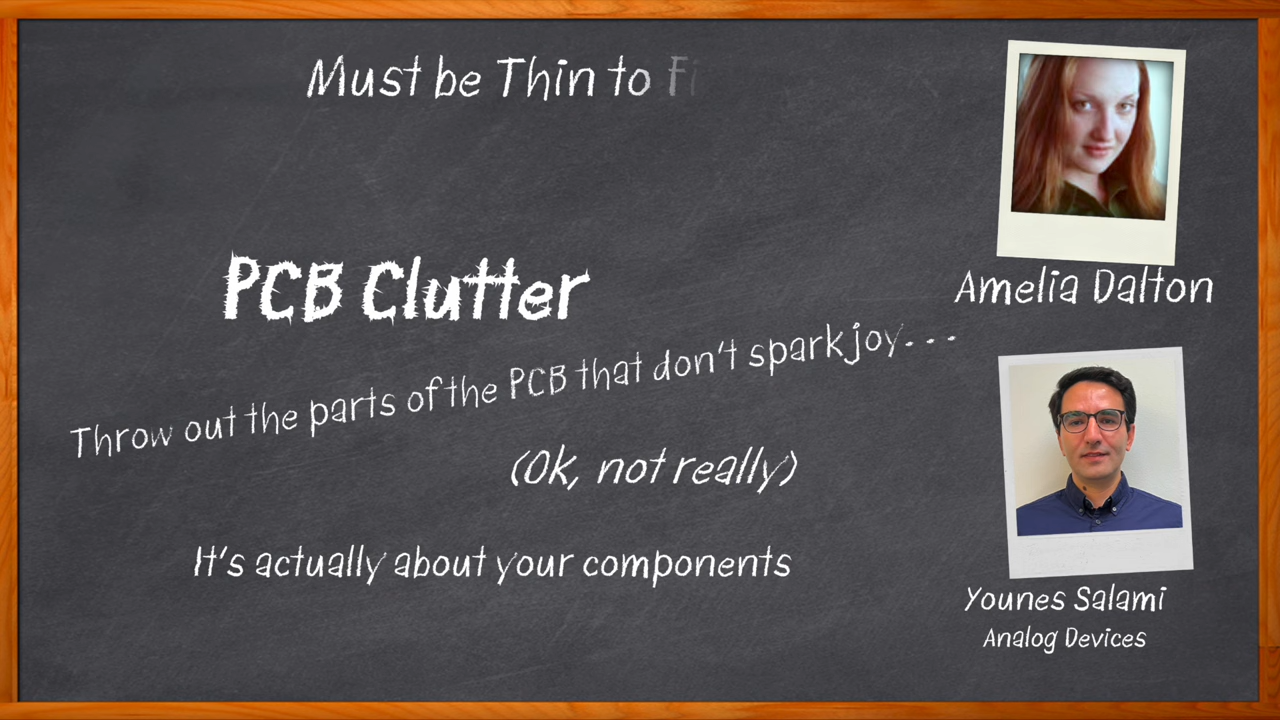 Must be Thin to Fi
PCB Clutter
Throw out the parts of the PCB that don't spark joy...
(Ok, not really)
It's actually about your components
Amelia Dalton
Younes Salami
Analog Devices